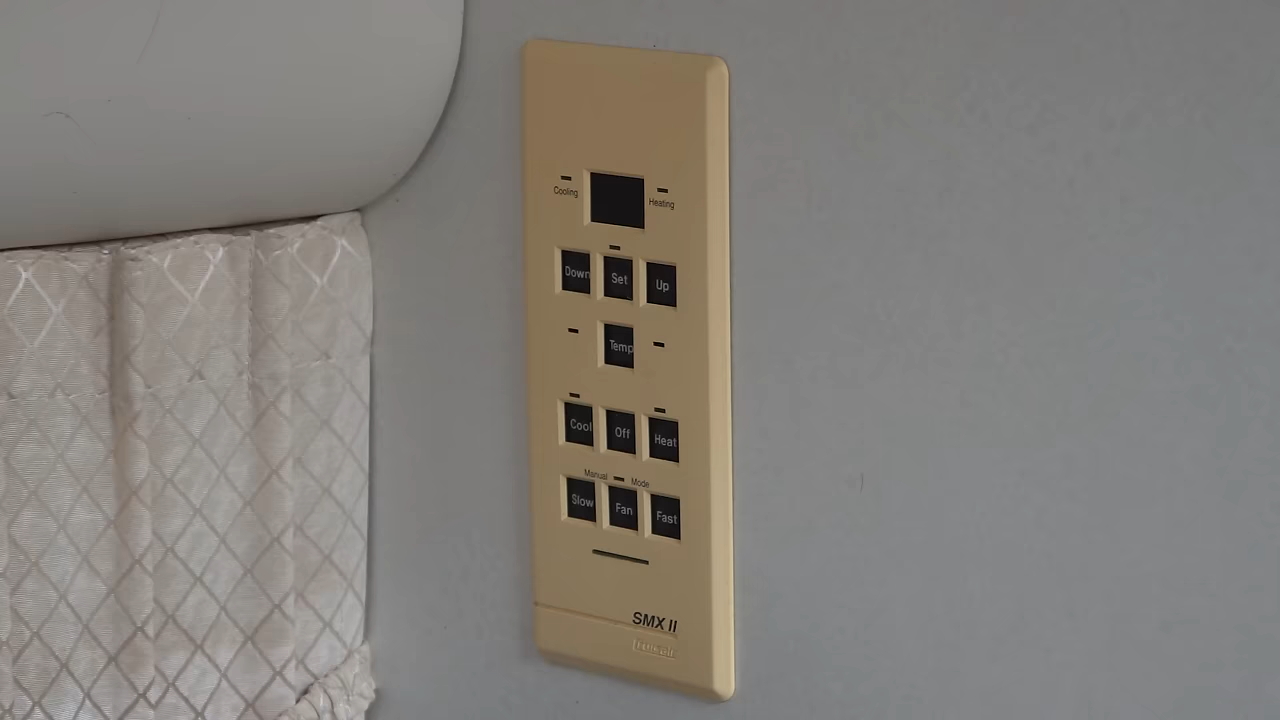 Cooling
Heating
Down Set Up
Temp
Cool Off Heat
Manual Mode
Slow Fan Fast
SMX II